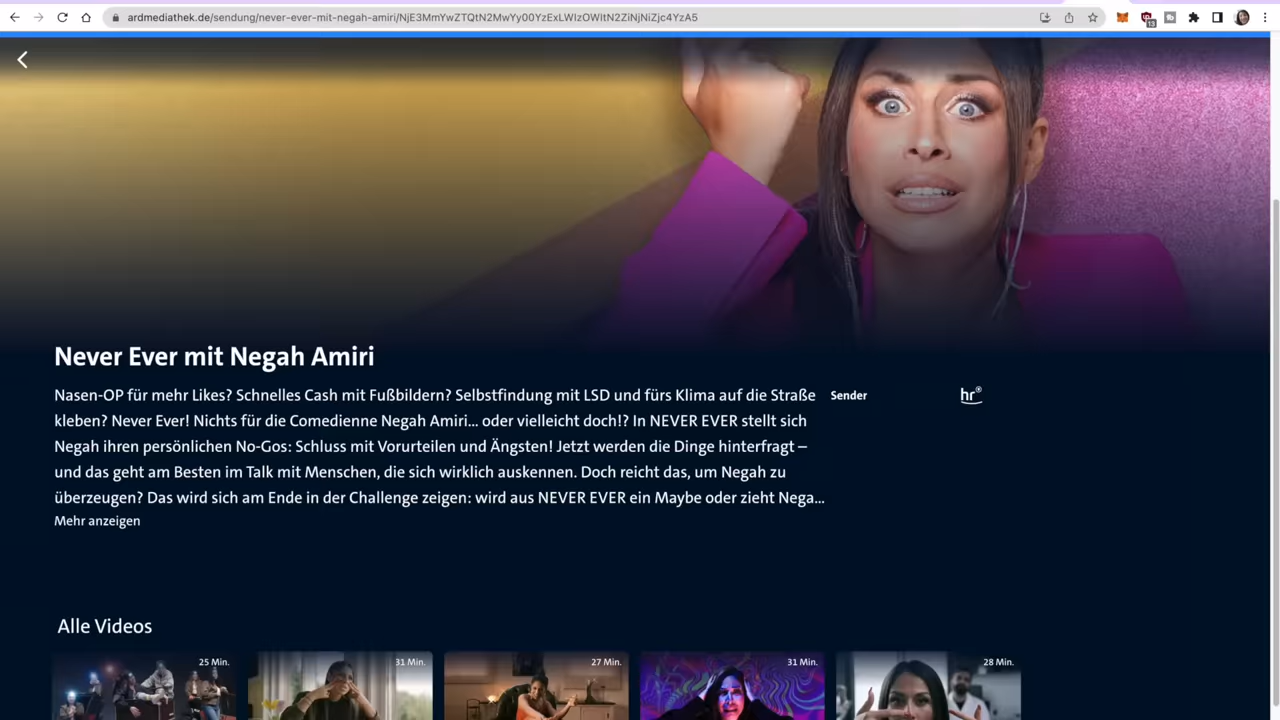 ardmediathek.de/sendung/never-ever-mit-negah-amiri/NjE3MmYwZTQtN2MwYy00YzExLWIzOWItN2ZiNjNiZjc4YzA5
13
Never Ever mit Negah Amiri
Nasen-OP für mehr Likes? Schnelles Cash mit Fußbildern? Selbstfindung mit LSD und fürs Klima auf die Straße
kleben? Never Ever! Nichts für die Comedienne Negah Amiri... oder vielleicht doch!? In NEVER EVER stellt sich
Negah ihren persönlichen No-Gos: Schluss mit Vorurteilen und Ängsten! Jetzt werden die Dinge hinterfragt –
und das geht am Besten im Talk mit Menschen, die sich wirklich auskennen. Doch reicht das, um Negah zu
überzeugen? Das wird sich am Ende in der Challenge zeigen: wird aus NEVER EVER ein Maybe oder zieht Nega...
Mehr anzeigen
Sender
hr
Alle Videos
25 Min.
31 Min.
27 Min.
31 Min.
28 Min.